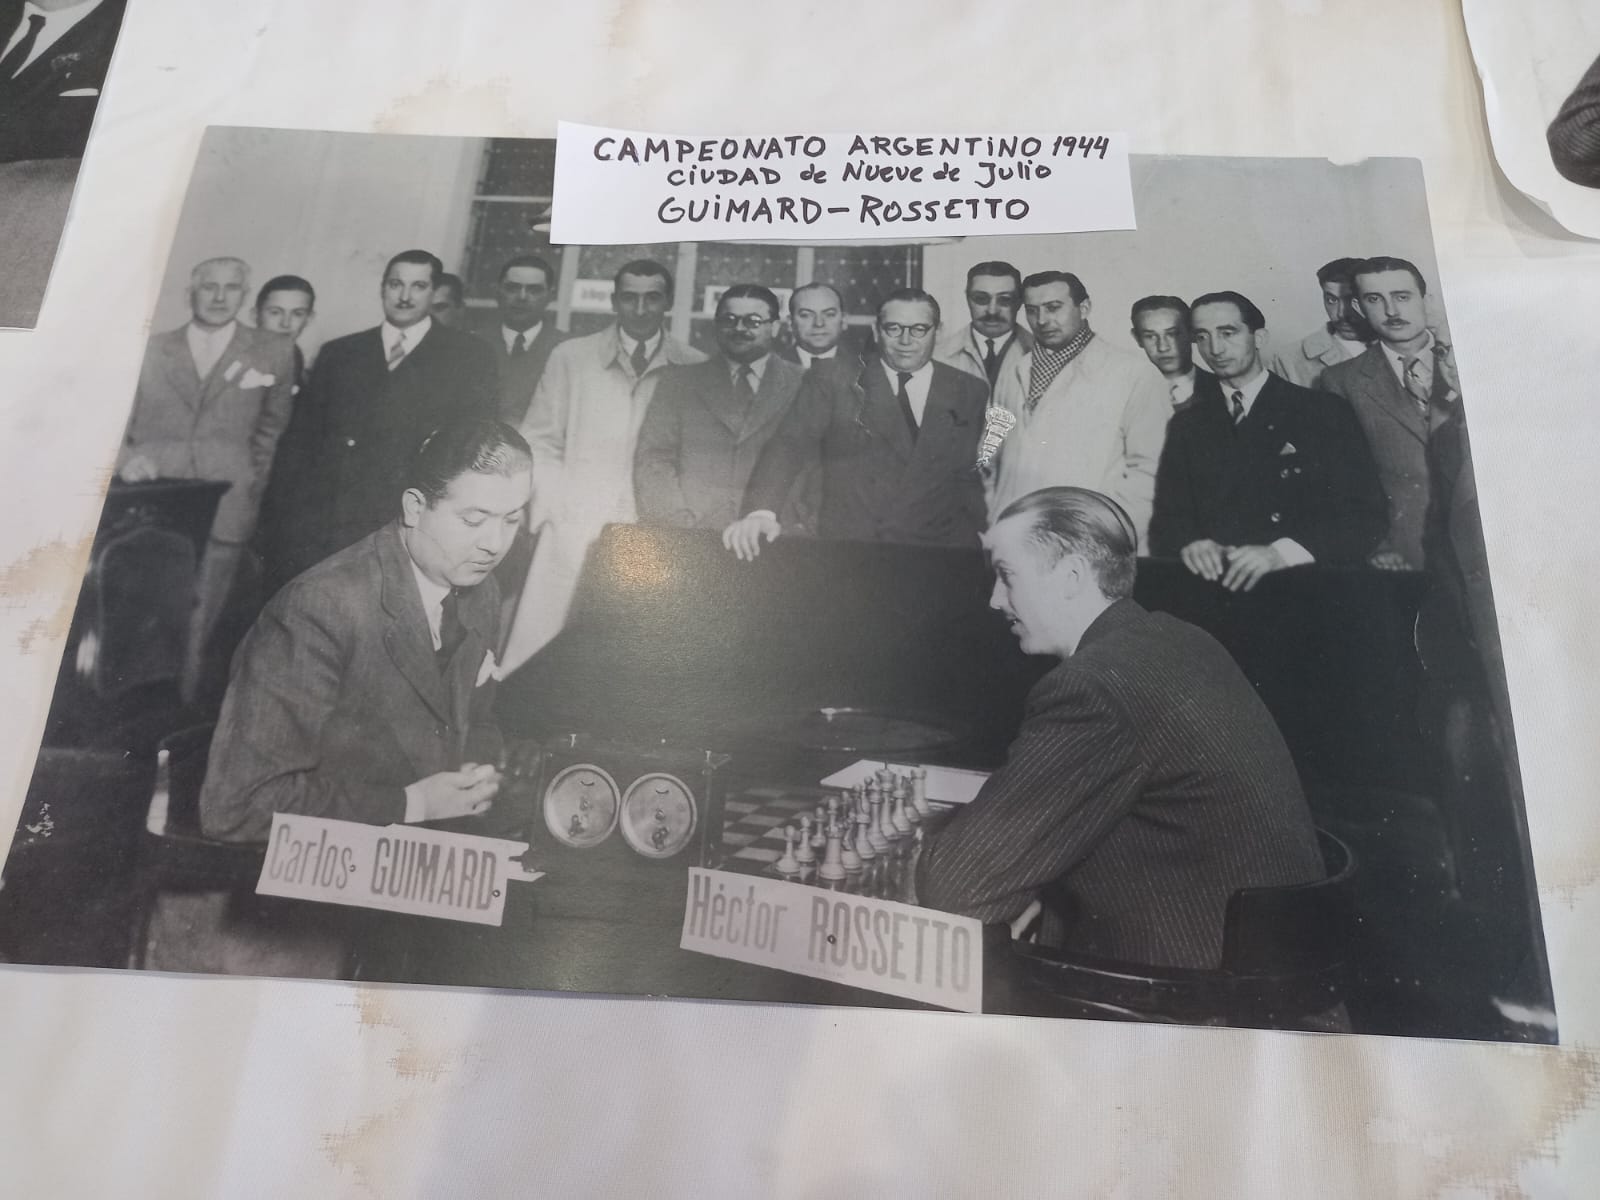 CAMPEONATO ARGENTINO 1944
CIUDAD de Nueve de Julio
GUIMARD-ROSSETTO
Carlos GUIMARD
Héctor ROSSETTO